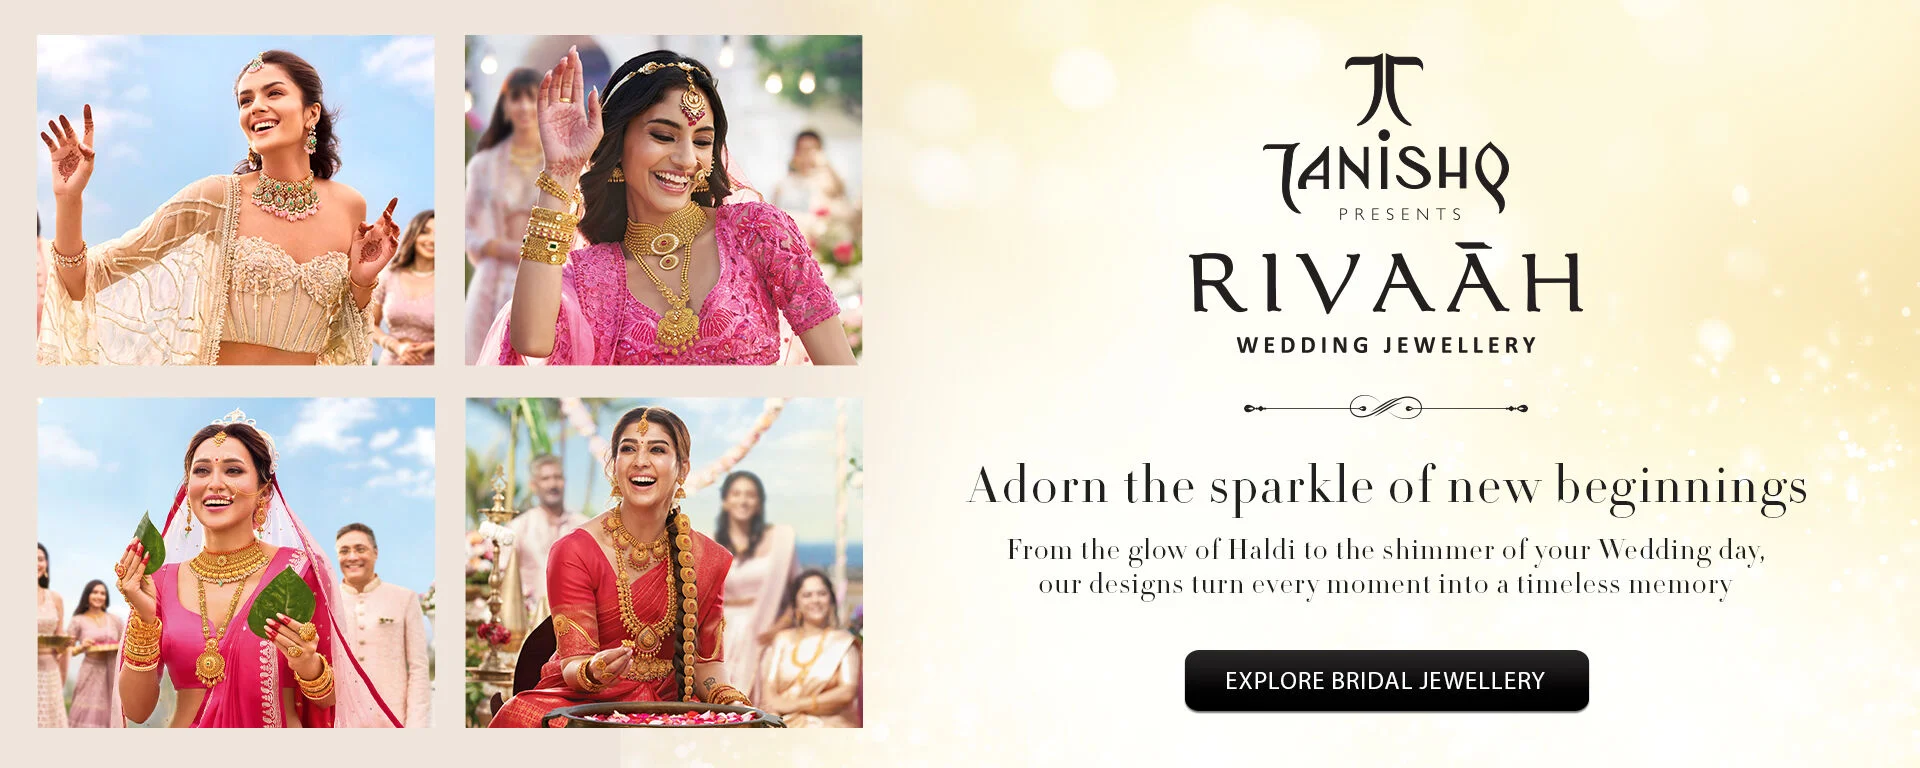 TANISHQ
PRESENTS
RIVAĀH
WEDDING JEWELLERY
Adorn the sparkle of new beginnings
From the glow of Haldi to the shimmer of your Wedding day,
our designs turn every moment into a timeless memory
EXPLORE BRIDAL JEWELLERY